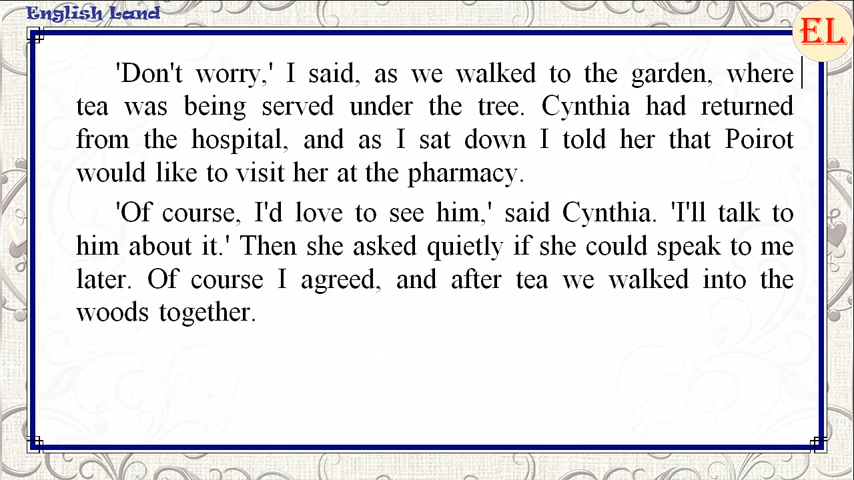 English Land
EL
'Don't worry,' I said, as we walked to the garden, where
tea was being served under the tree. Cynthia had returned
from the hospital, and as I sat down I told her that Poirot
would like to visit her at the pharmacy.
'Of course, I'd love to see him,' said Cynthia. 'I'll talk to
him about it.' Then she asked quietly if she could speak to me
later. Of course I agreed, and after tea we walked into the
woods together.